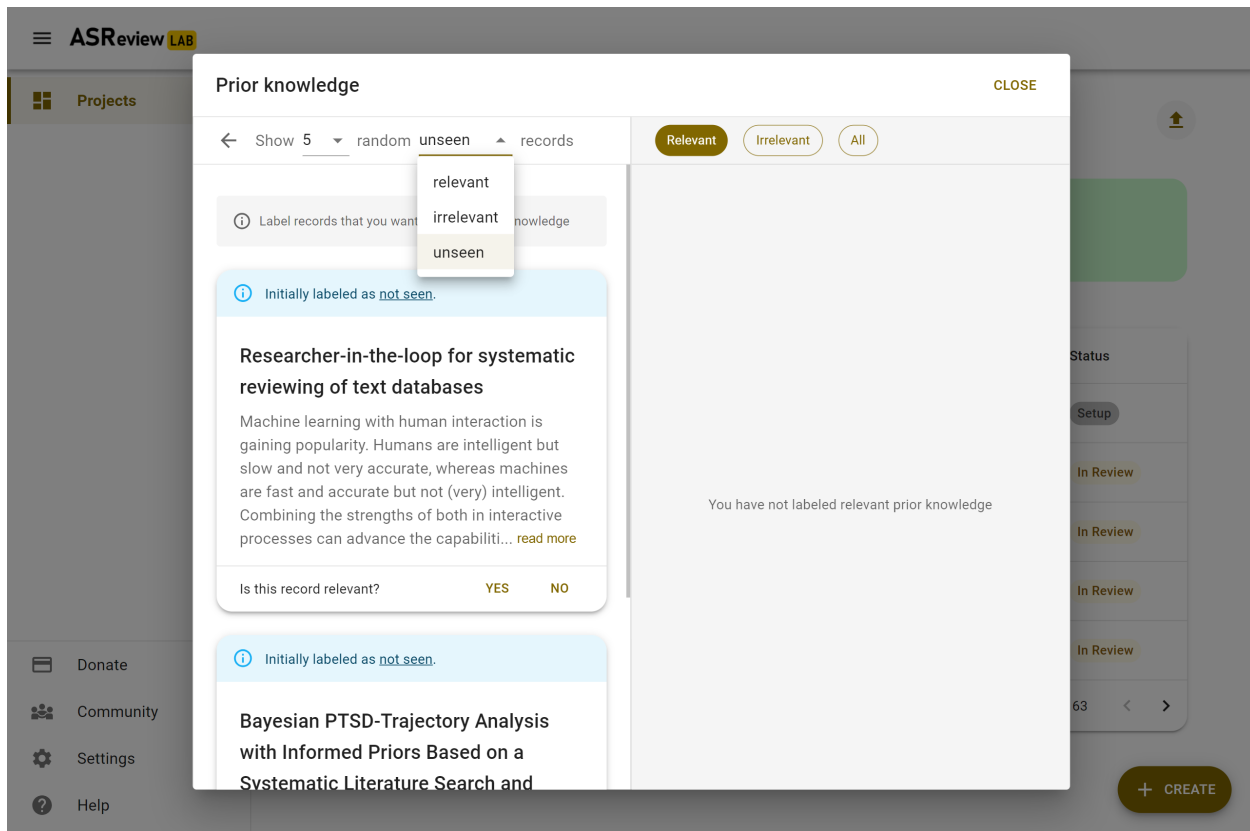 ASReview LAB
Projects
Donate
Community
Settings
Help
Prior knowledge
CLOSE
Show 5 random unseen records
relevant
irrelevant
unseen
Label records that you want nowledge
Initially labeled as not seen.
Researcher-in-the-loop for systematic
reviewing of text databases
Machine learning with human interaction is
gaining popularity. Humans are intelligent but
slow and not very accurate, whereas machines
are fast and accurate but not (very) intelligent.
Combining the strengths of both in interactive
processes can advance the capabiliti... read more
Is this record relevant? YES NO
Initially labeled as not seen.
Bayesian PTSD-Trajectory Analysis
with Informed Priors Based on a
Systematic Literature Search and
Relevant Irrelevant All
You have not labeled relevant prior knowledge
Status
Setup
In Review
In Review
In Review
In Review
63
CREATE